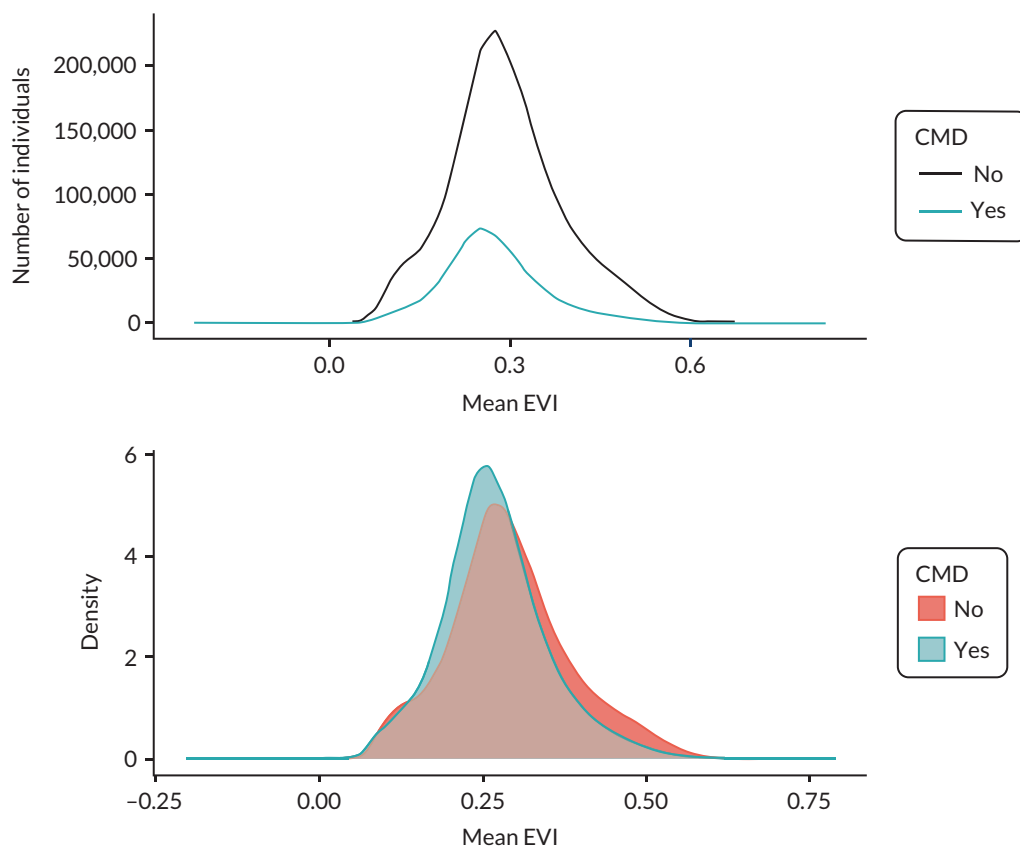 Number of individuals
200,000
150,000
100,000
50,000
0
0.0 0.3 0.6
Mean EVI
CMD
No
Yes
Density
6
4
2
0
−0.25 0.00 0.25 0.50 0.75
Mean EVI
CMD
No
Yes